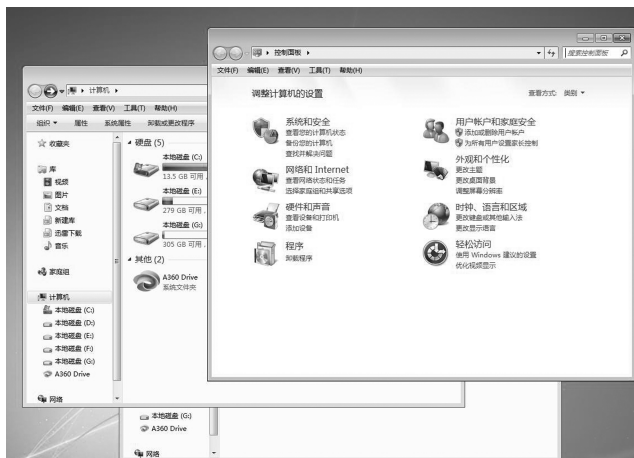 控制面板
搜索控制面板
文件(F) 编辑(E) 查看(V) 工具(T) 帮助(H)
调整计算机的设置
查看方式: 类别
系统和安全
查看您的计算机状态
备份您的计算机
查找并解决问题
网络和 Internet
查看网络状态和任务
选择家庭组和共享选项
硬件和声音
查看设备和打印机
添加设备
程序
卸载程序
用户帐户和家庭安全
添加或删除用户帐户
为所有用户设置家长控制
外观和个性化
更改主题
更改桌面背景
调整屏幕分辨率
时钟、语言和区域
更改键盘或其他输入法
更改显示语言
轻松访问
使用 Windows 建议的设置
优化视频显示
计算机
文件(F) 编辑(E) 查看(V) 工具(T) 帮助(H)
组织 属性 系统属性 卸载或更改程序
收藏夹
库
视频
图片
文档
新建库
迅雷下载
音乐
家庭组
计算机
本地磁盘 (C:)
本地磁盘 (D:)
本地磁盘 (E:)
本地磁盘 (F:)
本地磁盘 (G:)
A360 Drive
网络
硬盘 (5)
本地磁盘 (C:)
13.5 GB 可用,
本地磁盘 (E:)
279 GB 可用,
本地磁盘 (G:)
305 GB 可用,
其他 (2)
A360 Drive
系统文件夹
本地磁盘 (G:)
A360 Drive
网络